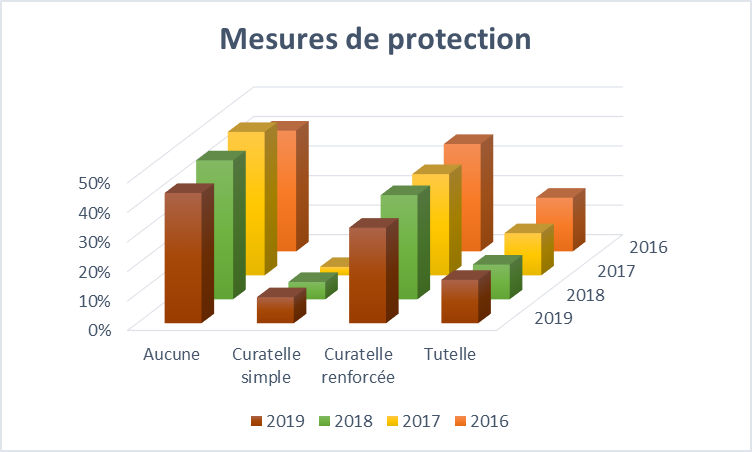 Mesures de protection
50%
40%
30%
20%
10%
0%
2016
2017
2018
2019
Aucune
Curatelle
simple
Curatelle
renforcée
Tutelle
2019 2018 2017 2016